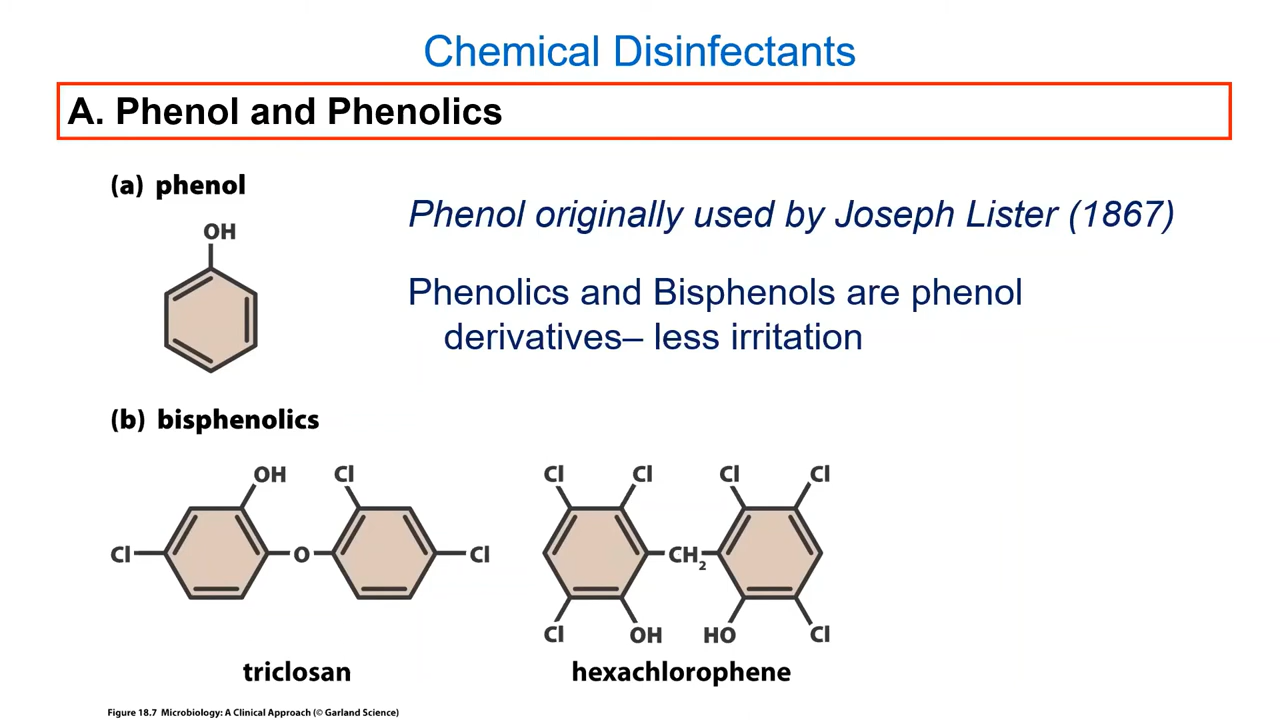 Chemical Disinfectants
A. Phenol and Phenolics
(a) phenol
OH
Phenol originally used by Joseph Lister (1867)
Phenolics and Bisphenols are phenol
derivatives– less irritation
(b) bisphenolics
OH Cl
Cl O Cl
triclosan
Cl Cl Cl Cl
CH2
Cl OH HO Cl
hexachlorophene
Figure 18.7 Microbiology: A Clinical Approach (© Garland Science)